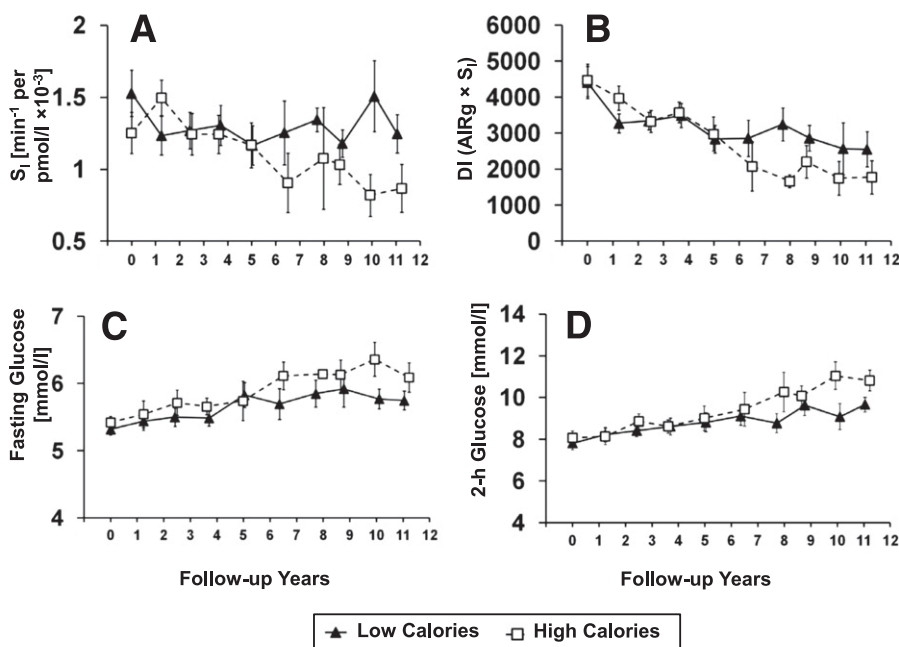 A
S_I [min⁻¹ per
pmol/l ×10⁻³]
2
1.5
1
0.5
0 1 2 3 4 5 6 7 8 9 10 11 12
B
DI (AIRg × S_I)
6000
5000
4000
3000
2000
1000
0
0 1 2 3 4 5 6 7 8 9 10 11 12
C
Fasting Glucose
[mmol/l]
7
6
5
4
0 1 2 3 4 5 6 7 8 9 10 11 12
Follow-up Years
D
2-h Glucose [mmol/l]
14
12
10
8
6
4
0 1 2 3 4 5 6 7 8 9 10 11 12
Follow-up Years
Low Calories High Calories